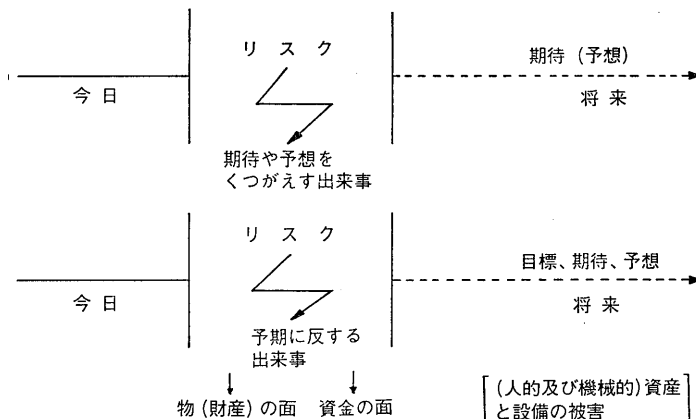 リスク
期待（予想）
今日
将来
期待や予想を
くつがえす出来事
リスク
目標、期待、予想
今日
将来
予期に反する
出来事
物（財産）の面　資金の面
（人的及び機械的）資産
と設備の被害